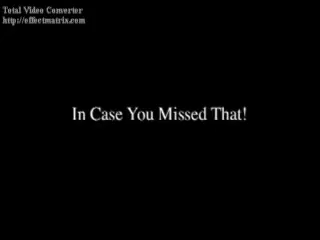 Total Video Converter
http://effectmatrix.com
In Case You Missed That!